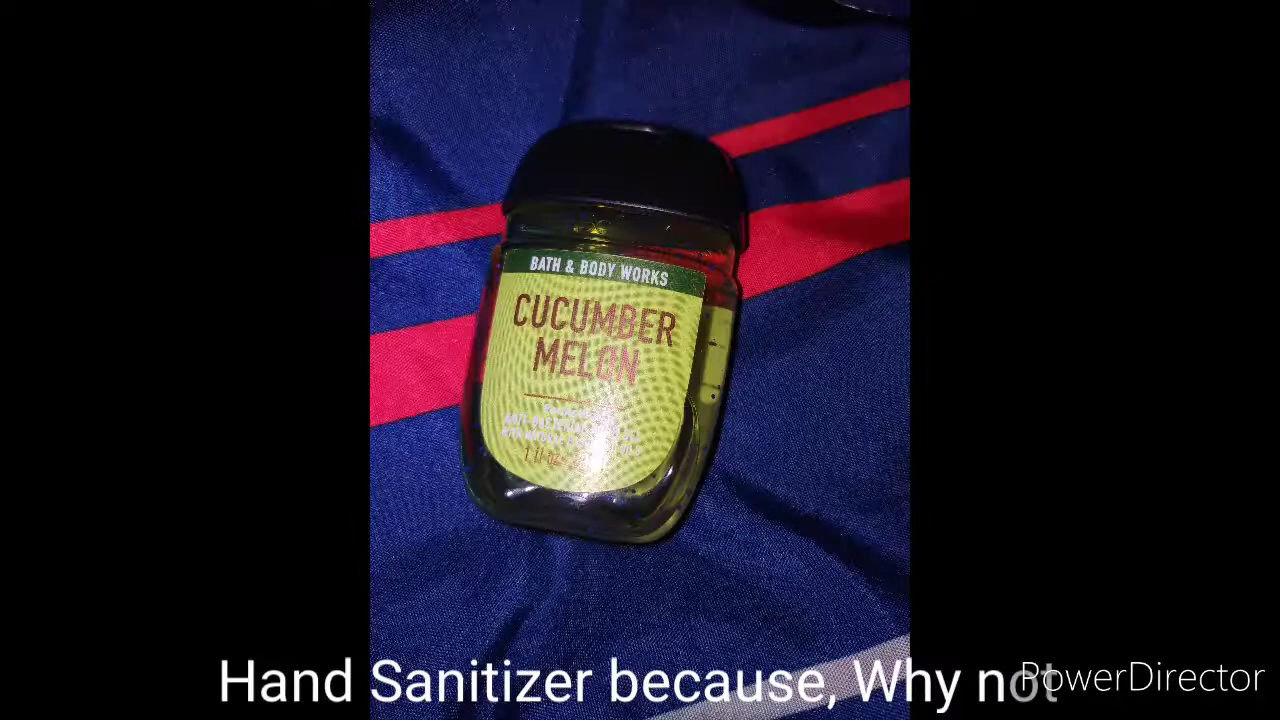 BATH & BODY WORKS
CUCUMBER
MELON
Hand Sanitizer because, Why not
PowerDirector